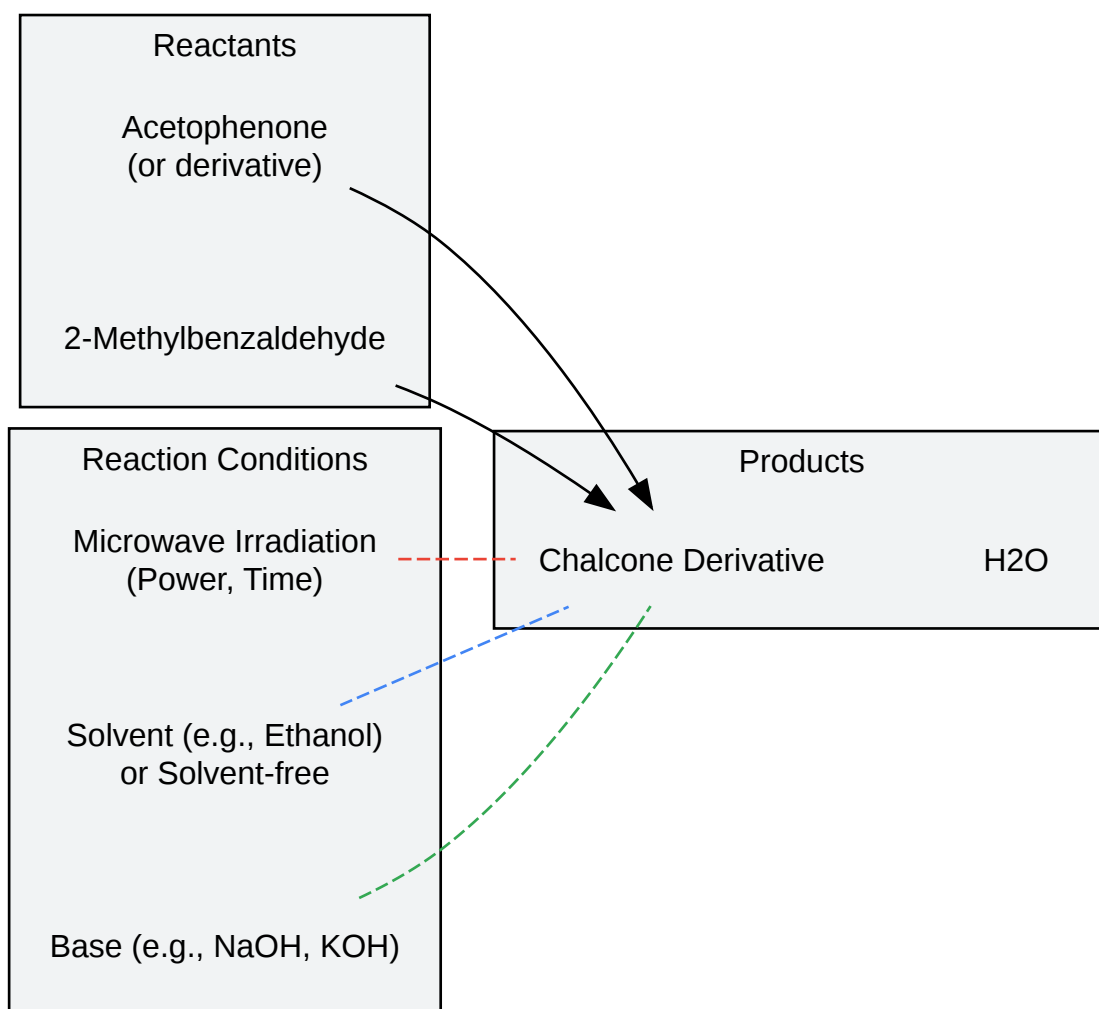 Reactants
Acetophenone
(or derivative)
2-Methylbenzaldehyde
Reaction Conditions
Microwave Irradiation
(Power, Time)
Solvent (e.g., Ethanol)
or Solvent-free
Base (e.g., NaOH, KOH)
Products
Chalcone Derivative
H2O